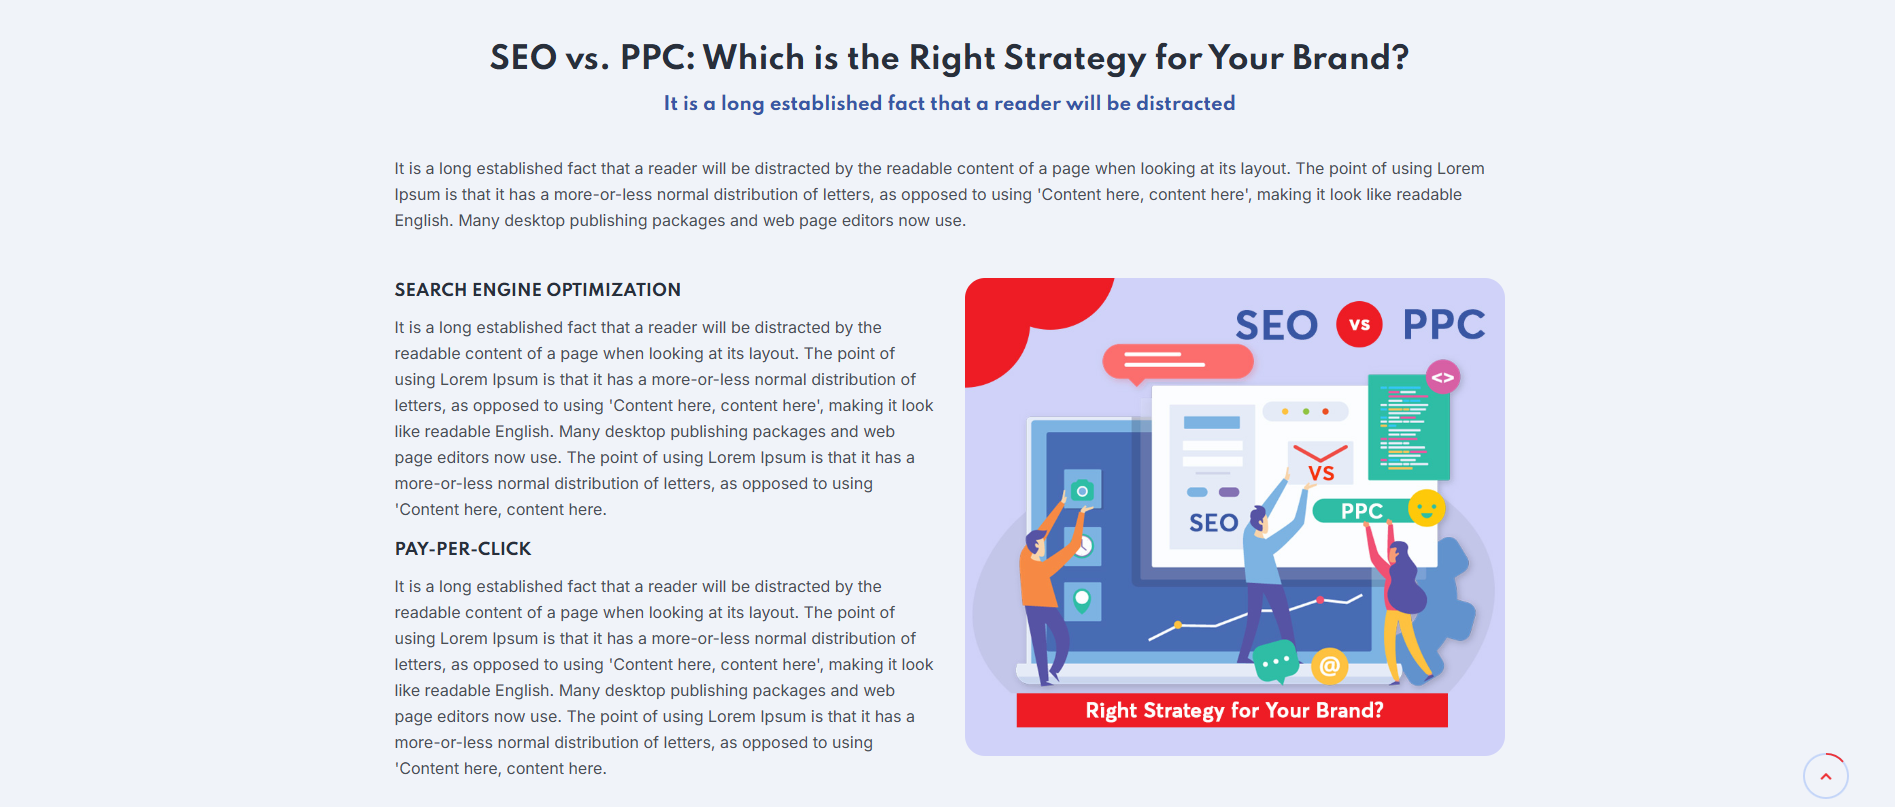 SEO vs. PPC: Which is the Right Strategy for Your Brand?
It is a long established fact that a reader will be distracted
It is a long established fact that a reader will be distracted by the readable content of a page when looking at its layout. The point of using Lorem
Ipsum is that it has a more-or-less normal distribution of letters, as opposed to using 'Content here, content here', making it look like readable
English. Many desktop publishing packages and web page editors now use.
SEARCH ENGINE OPTIMIZATION
It is a long established fact that a reader will be distracted by the
readable content of a page when looking at its layout. The point of
using Lorem Ipsum is that it has a more-or-less normal distribution of
letters, as opposed to using 'Content here, content here', making it look
like readable English. Many desktop publishing packages and web
page editors now use. The point of using Lorem Ipsum is that it has a
more-or-less normal distribution of letters, as opposed to using
'Content here, content here.
PAY-PER-CLICK
It is a long established fact that a reader will be distracted by the
readable content of a page when looking at its layout. The point of
using Lorem Ipsum is that it has a more-or-less normal distribution of
letters, as opposed to using 'Content here, content here', making it look
like readable English. Many desktop publishing packages and web
page editors now use. The point of using Lorem Ipsum is that it has a
more-or-less normal distribution of letters, as opposed to using
'Content here, content here.
SEO vs PPC
<>
VS
PPC
SEO
@
Right Strategy for Your Brand?